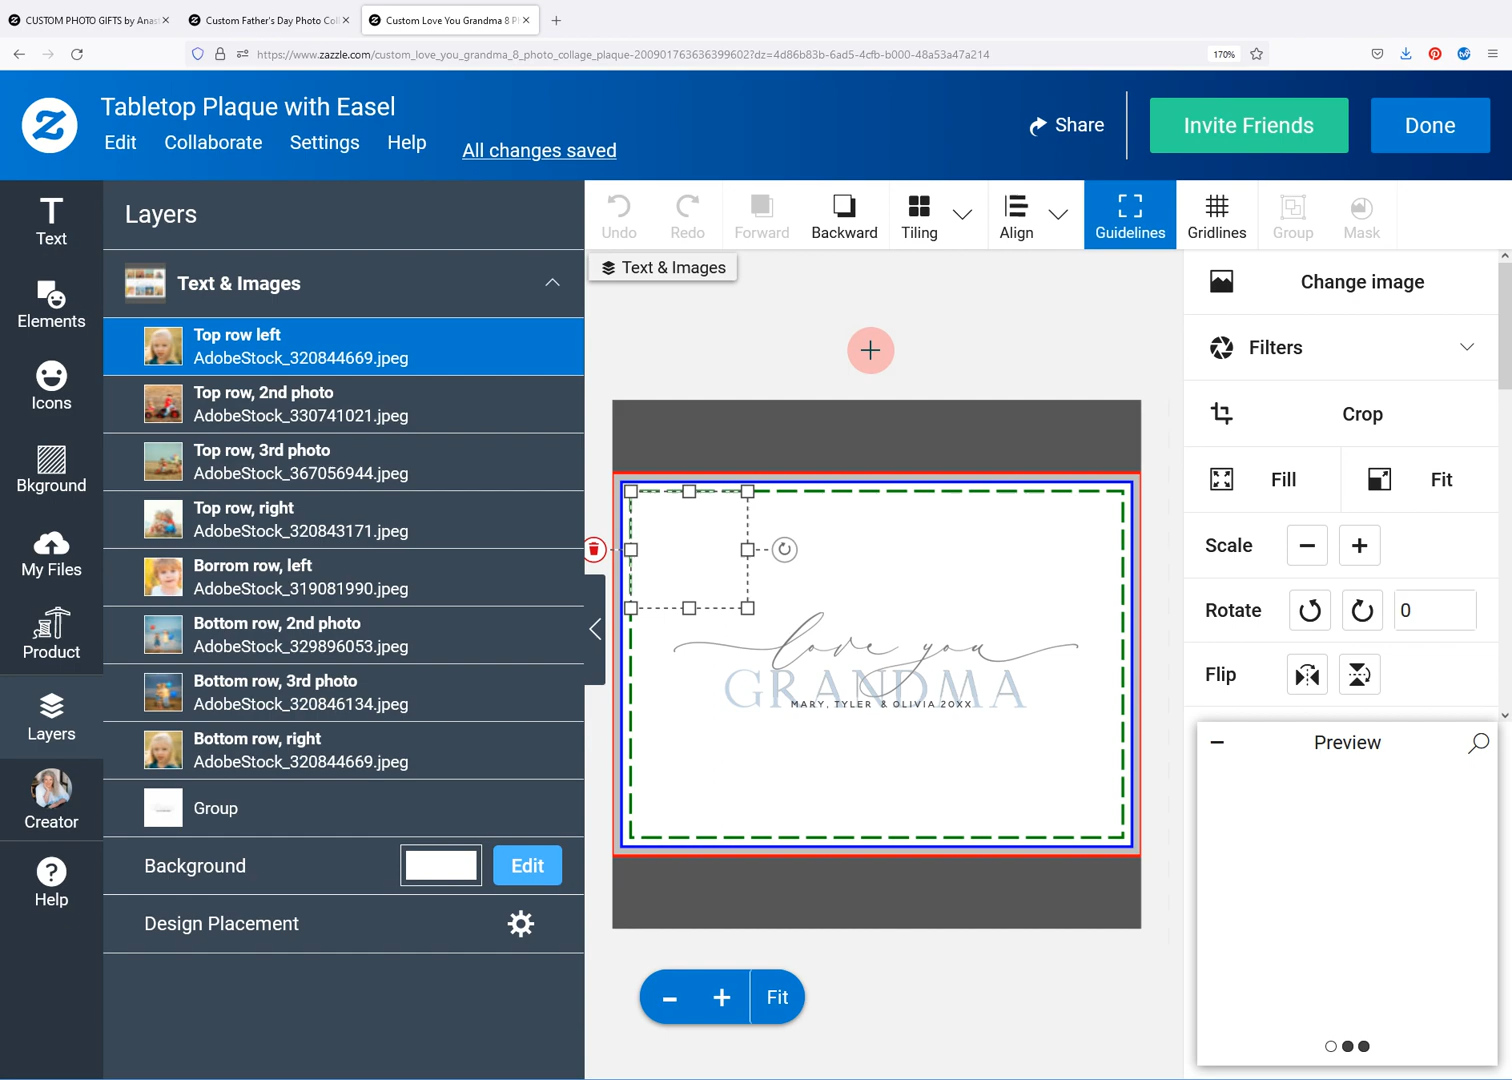 CUSTOM PHOTO GIFTS by Anast
Custom Father's Day Photo Col
Custom Love You Grandma 8 P
https://www.zazzle.com/custom_love_you_grandma_8_photo_collage_plaque-200901763636399602?dz=4d86b83b-6ad5-4cfb-b000-48a53a47a214
170%
Tabletop Plaque with Easel
Edit Collaborate Settings Help All changes saved
Share
Invite Friends
Done
Text
Elements
Icons
Bkground
My Files
Product
Layers
Creator
Help
Layers
Text & Images
Top row left
AdobeStock_320844669.jpeg
Top row, 2nd photo
AdobeStock_330741021.jpeg
Top row, 3rd photo
AdobeStock_367056944.jpeg
Top row, right
AdobeStock_320843171.jpeg
Borrom row, left
AdobeStock_319081990.jpeg
Bottom row, 2nd photo
AdobeStock_329896053.jpeg
Bottom row, 3rd photo
AdobeStock_320846134.jpeg
Bottom row, right
AdobeStock_320844669.jpeg
Group
Background
Edit
Design Placement
Undo Redo Forward Backward Tiling Align Guidelines Gridlines Group Mask
Text & Images
love you
GRANDMA
MARY, TYLER & OLIVIA 20XX
- + Fit
Change image
Filters
Crop
Fill Fit
Scale
Rotate 0
Flip
Preview